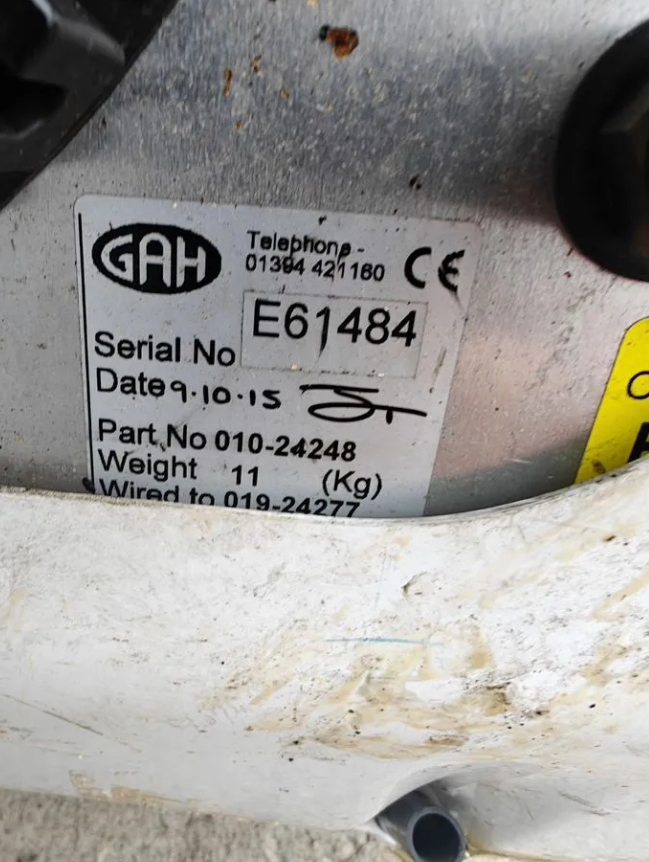 GAH
Telephone -
01394 421160
CE
E61484
Serial No
Date 9.10.15
Part No 010-24248
Weight 11 (Kg)
Wired to 019-24277